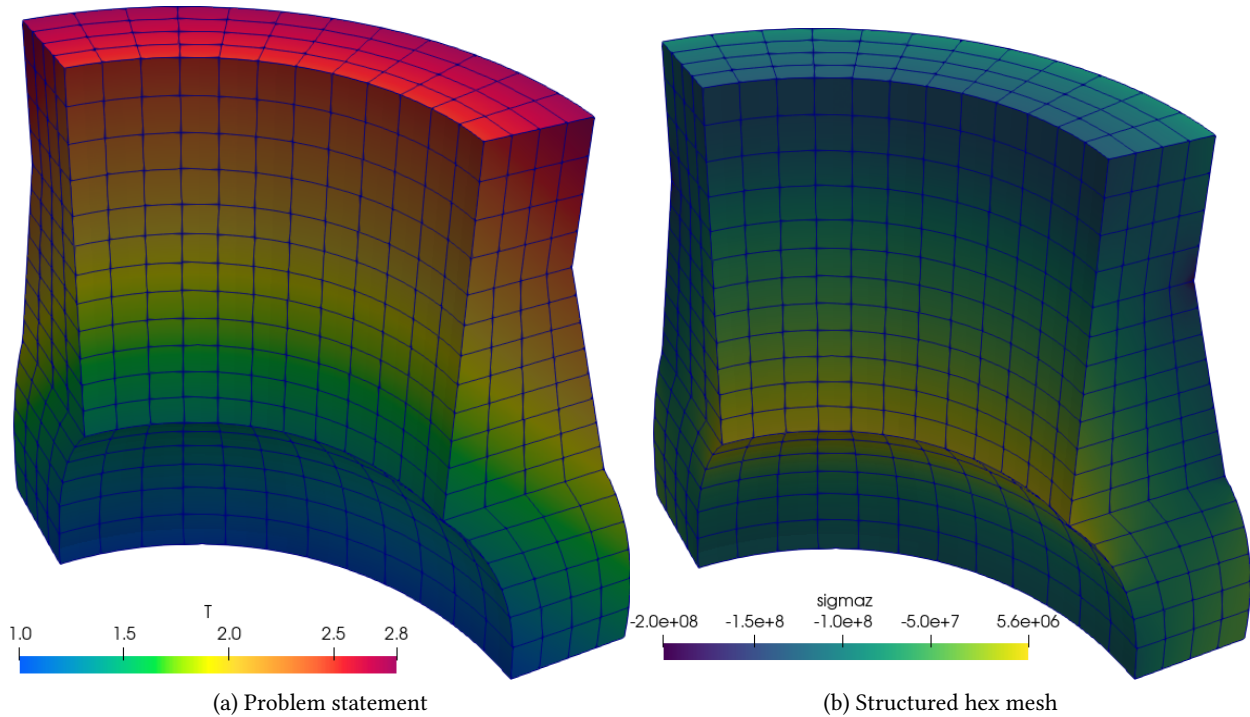 T
1.0 1.5 2.0 2.5 2.8
(a) Problem statement
sigmaz
-2.0e+08 -1.5e+8 -1.0e+8 -5.0e+7 5.6e+06
(b) Structured hex mesh